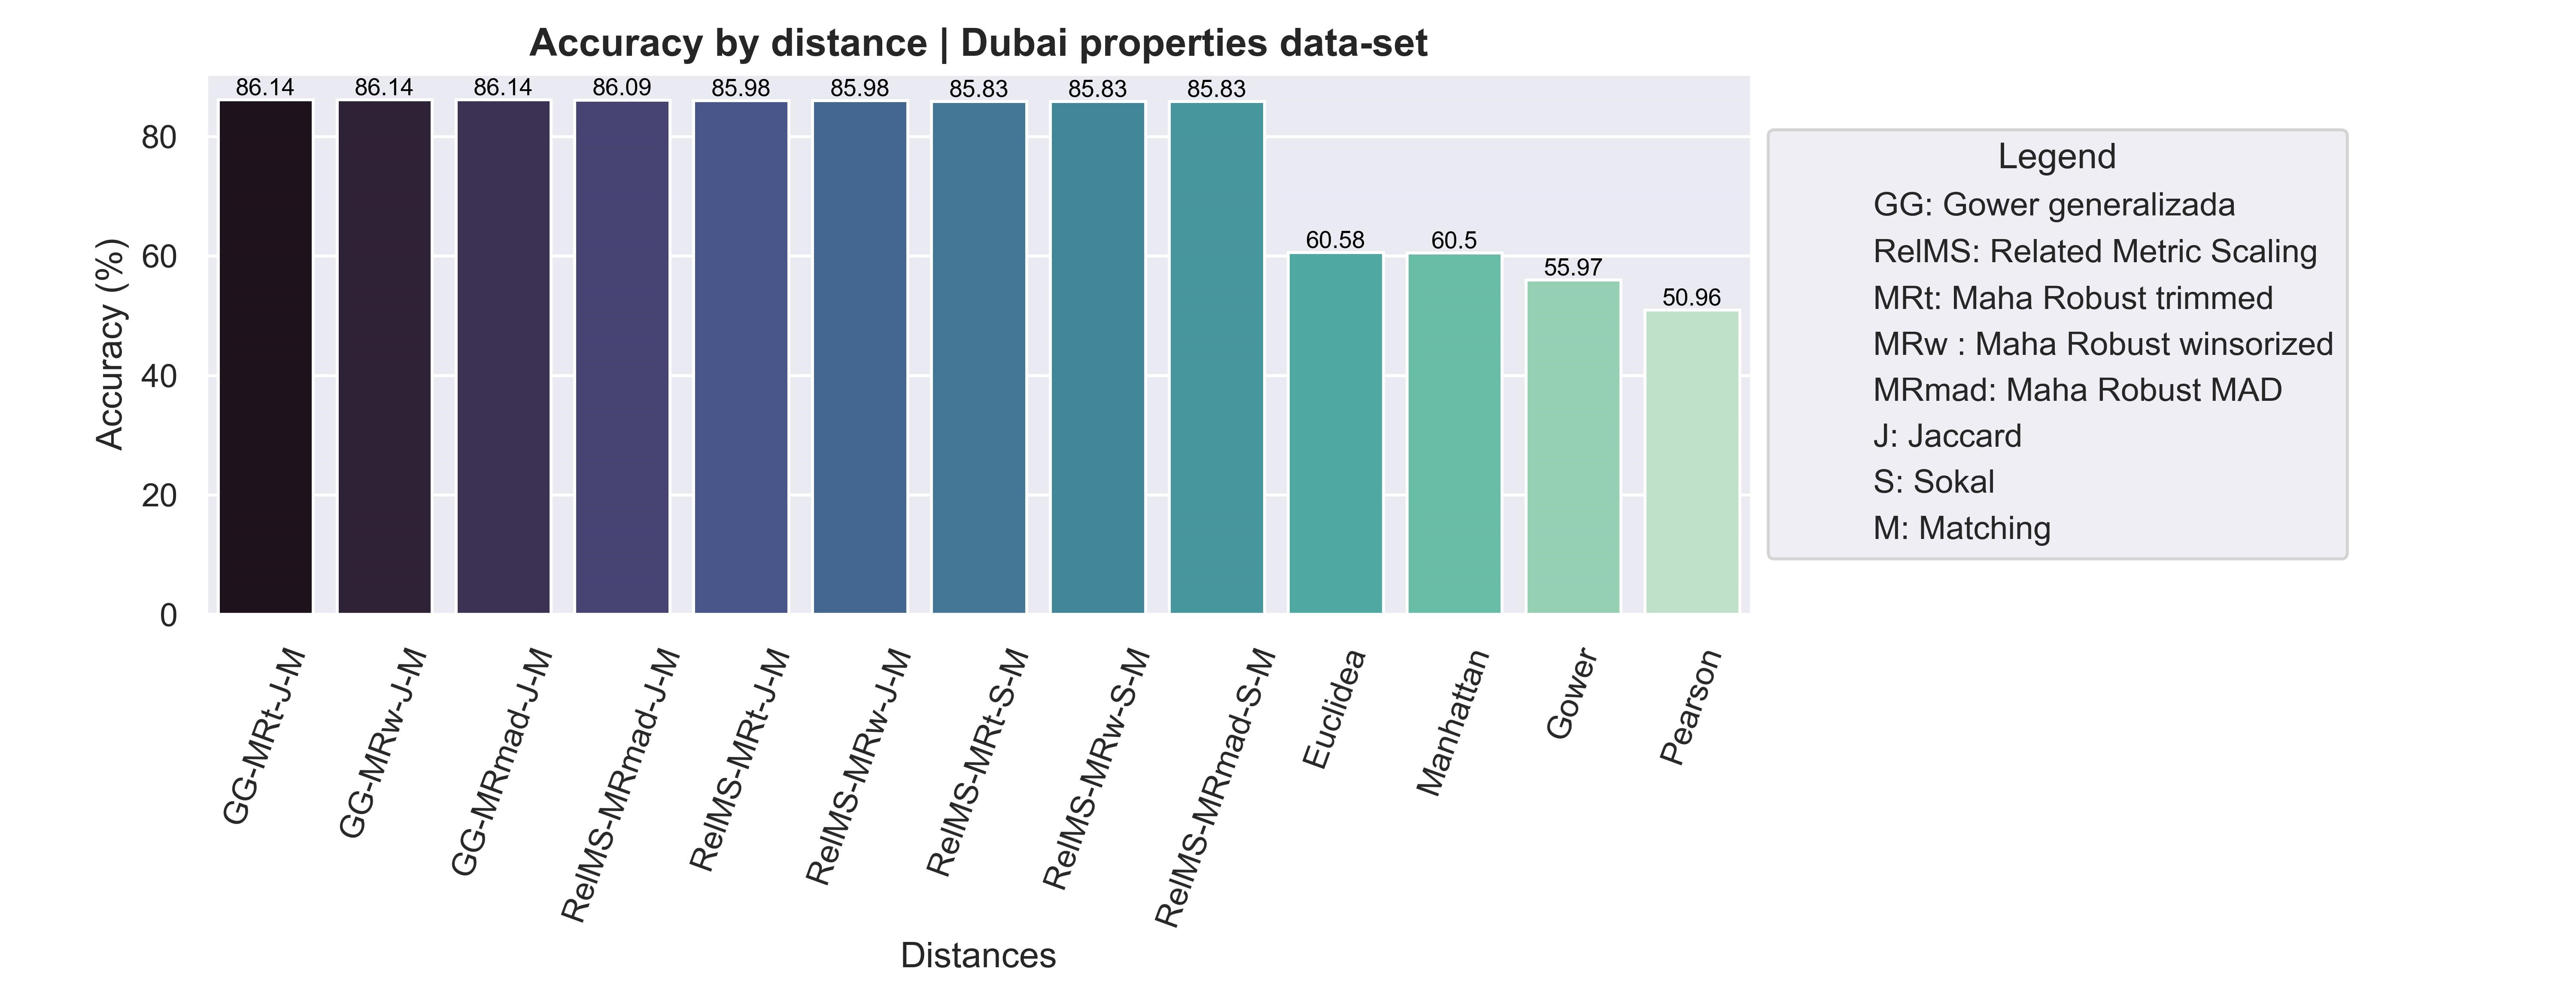 Accuracy by distance | Dubai properties data-set
86.14
86.14
86.14
86.09
85.98
85.98
85.83
85.83
85.83
60.58
60.5
55.97
50.96
Accuracy (%)
80
60
40
20
0
GG-MRt-J-M
GG-MRw-J-M
GG-MRmad-J-M
RelMS-MRmad-J-M
RelMS-MRt-J-M
RelMS-MRw-J-M
RelMS-MRt-S-M
RelMS-MRw-S-M
RelMS-MRmad-S-M
Euclidea
Manhattan
Gower
Pearson
Distances
Legend
GG: Gower generalizada
RelMS: Related Metric Scaling
MRt: Maha Robust trimmed
MRw : Maha Robust winsorized
MRmad: Maha Robust MAD
J: Jaccard
S: Sokal
M: Matching